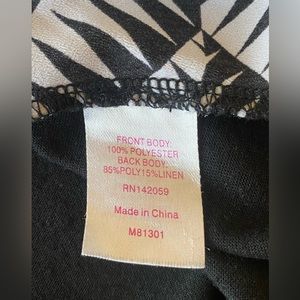 FRONT BODY:
100% POLYESTER
BACK BODY:
85%POLY15%LINEN
RN142059
Made in China
M81301